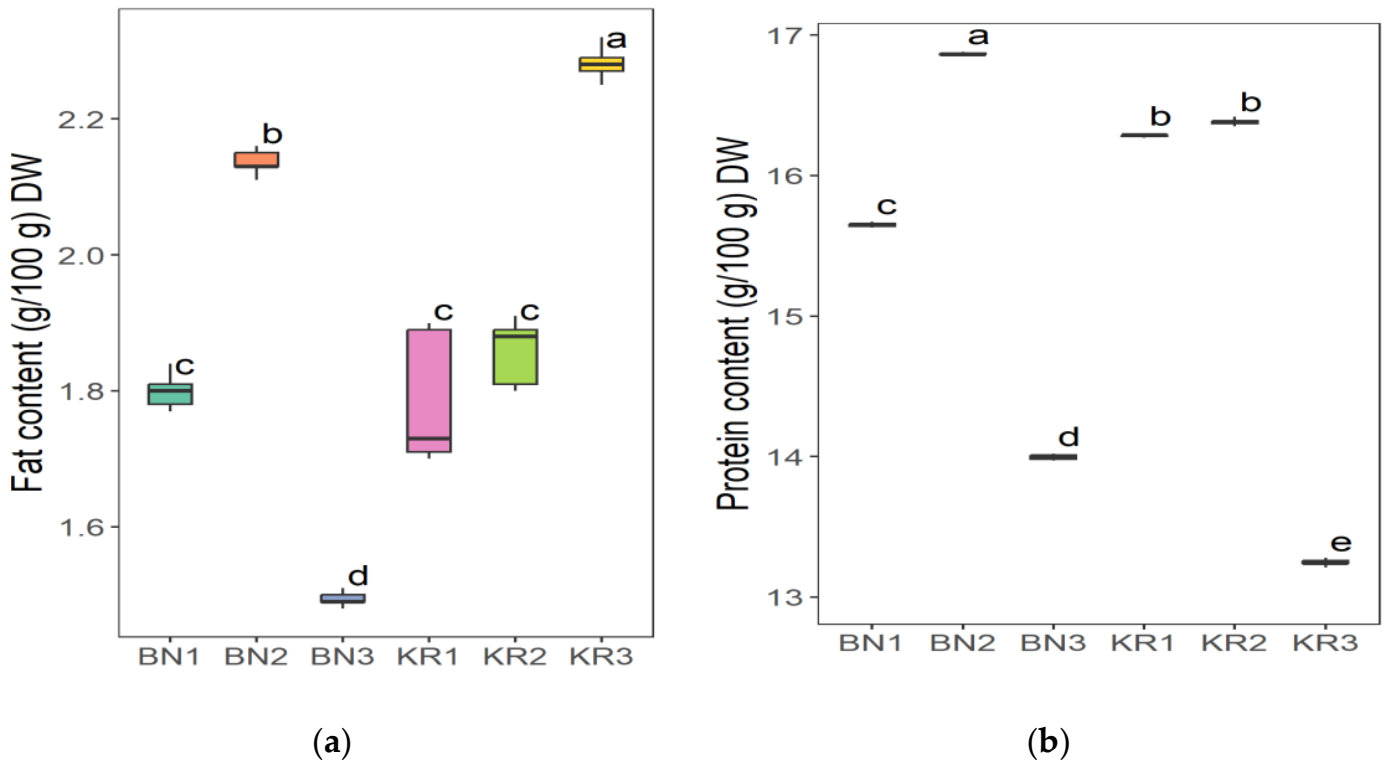 Fat content (g/100 g) DW
2.2
2.0
1.8
1.6
c
b
d
c
c
a
BN1 BN2 BN3 KR1 KR2 KR3
(a)
Protein content (g/100 g) DW
17
16
15
14
13
c
a
d
b
b
e
BN1 BN2 BN3 KR1 KR2 KR3
(b)